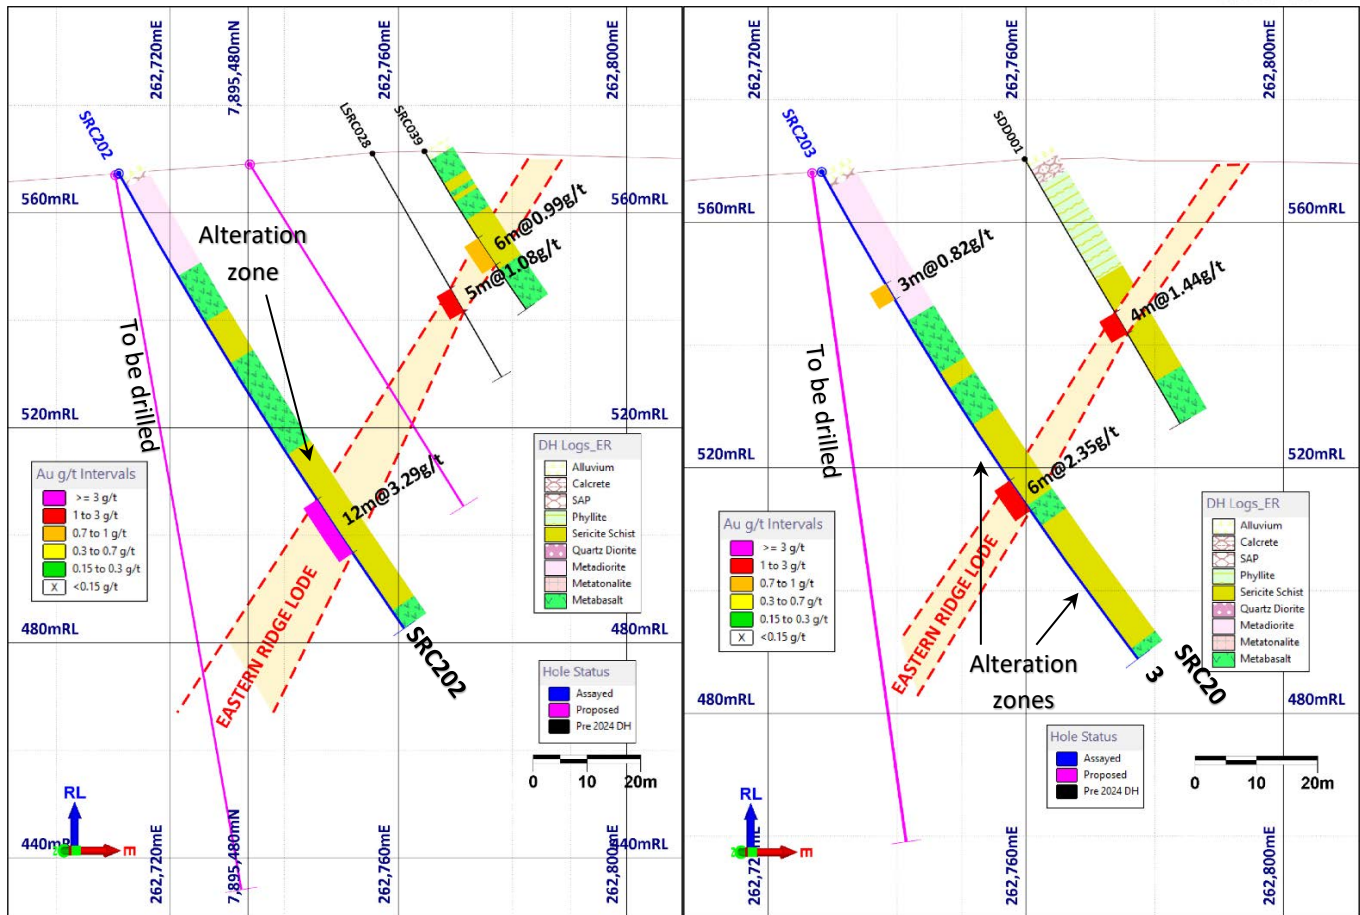 262,720mE
7,895,480mN
262,760mE
262,800mE
SRC202
LSRC028
SRC039
560mRL
560mRL
Alteration
zone
6m@0.99g/t
5m@1.08g/t
To be drilled
520mRL
520mRL
12m@3.29g/t
Au g/t Intervals
>= 3 g/t
1 to 3 g/t
0.7 to 1 g/t
0.3 to 0.7 g/t
0.15 to 0.3 g/t
X <0.15 g/t
DH Logs_ER
Alluvium
Calcrete
SAP
Phyllite
Sericite Schist
Quartz Diorite
Metadiorite
Metatonalite
Metabasalt
EASTERN RIDGE LODE
480mRL
480mRL
SRC202
Hole Status
Assayed
Proposed
Pre 2024 DH
0 10 20m
RL
E
440mRL
440mRL
262,720mE
7,895,480mN
262,760mE
262,800mE
262,720mE
262,760mE
262,800mE
SRC203
SDD001
560mRL
560mRL
3m@0.82g/t
4m@1.44g/t
To be drilled
520mRL
520mRL
6m@2.35g/t
Au g/t Intervals
>= 3 g/t
1 to 3 g/t
0.7 to 1 g/t
0.3 to 0.7 g/t
0.15 to 0.3 g/t
X <0.15 g/t
DH Logs_ER
Alluvium
Calcrete
SAP
Phyllite
Sericite Schist
Quartz Diorite
Metadiorite
Metatonalite
Metabasalt
EASTERN RIDGE LODE
Alteration
zones
SRC20
3
480mRL
480mRL
Hole Status
Assayed
Proposed
Pre 2024 DH
0 10 20m
RL
E
262,72 mE
262,760mE
262,800mE